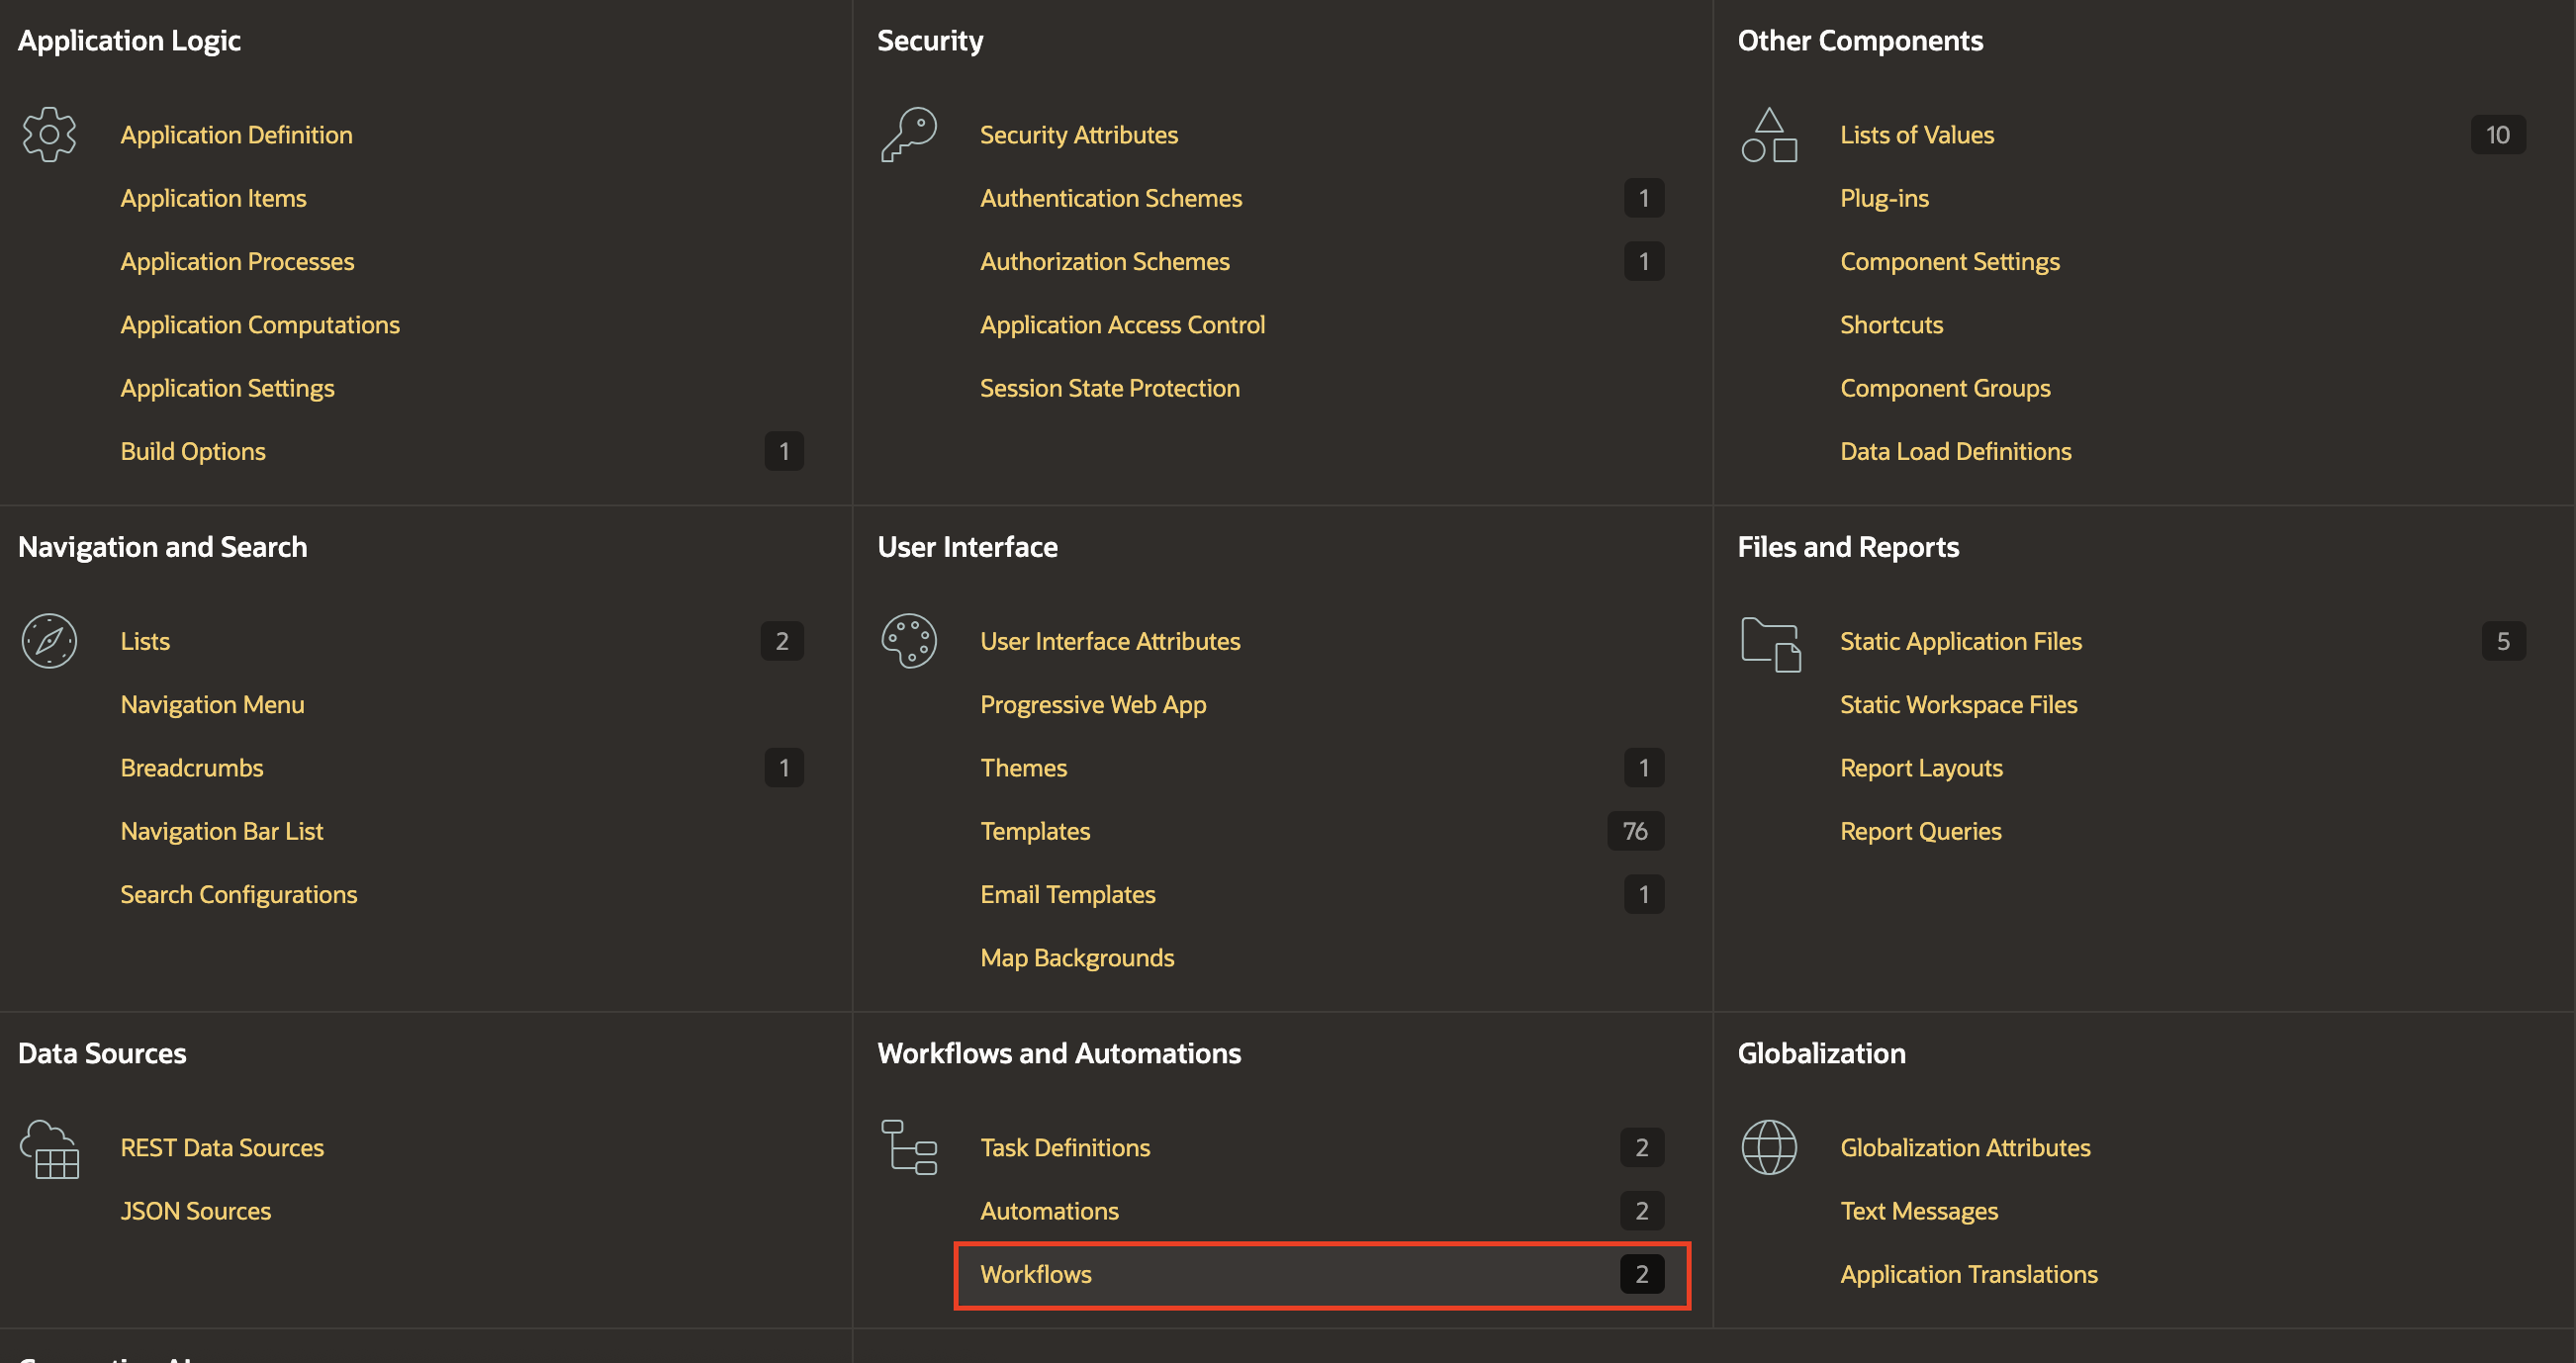 Application Logic
Application Definition
Application Items
Application Processes
Application Computations
Application Settings
Build Options 1
Security
Security Attributes
Authentication Schemes 1
Authorization Schemes 1
Application Access Control
Session State Protection
Other Components
Lists of Values 10
Plug-ins
Component Settings
Shortcuts
Component Groups
Data Load Definitions
Navigation and Search
Lists 2
Navigation Menu
Breadcrumbs 1
Navigation Bar List
Search Configurations
User Interface
User Interface Attributes
Progressive Web App
Themes 1
Templates 76
Email Templates 1
Map Backgrounds
Files and Reports
Static Application Files 5
Static Workspace Files
Report Layouts
Report Queries
Data Sources
REST Data Sources
JSON Sources
Workflows and Automations
Task Definitions 2
Automations 2
Workflows 2
Globalization
Globalization Attributes
Text Messages
Application Translations